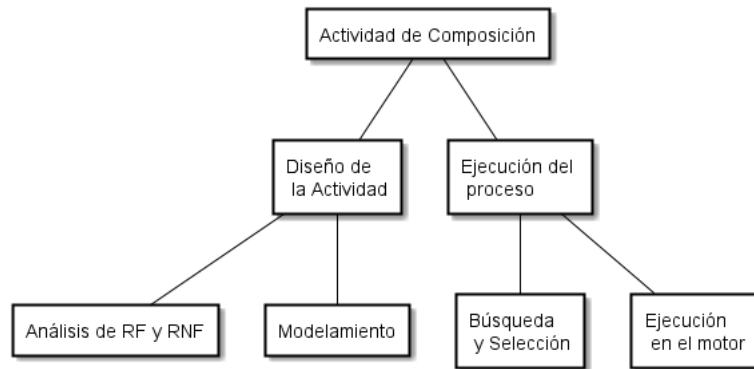 Actividad de Composición
Diseño de
la Actividad
Ejecución del
proceso
Análisis de RF y RNF
Modelamiento
Búsqueda
y Selección
Ejecución
en el motor